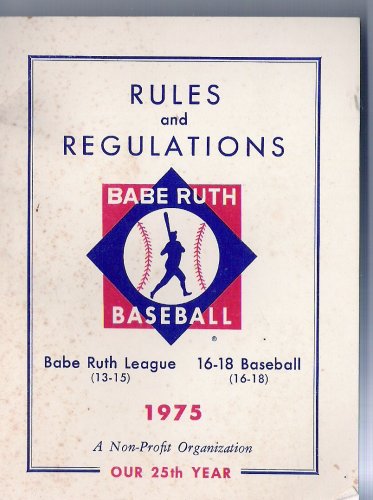 RULES
and
REGULATIONS
BABE RUTH
BASEBALL
®
Babe Ruth League 16-18 Baseball
(13-15) (16-18)
1975
A Non-Profit Organization
OUR 25th YEAR